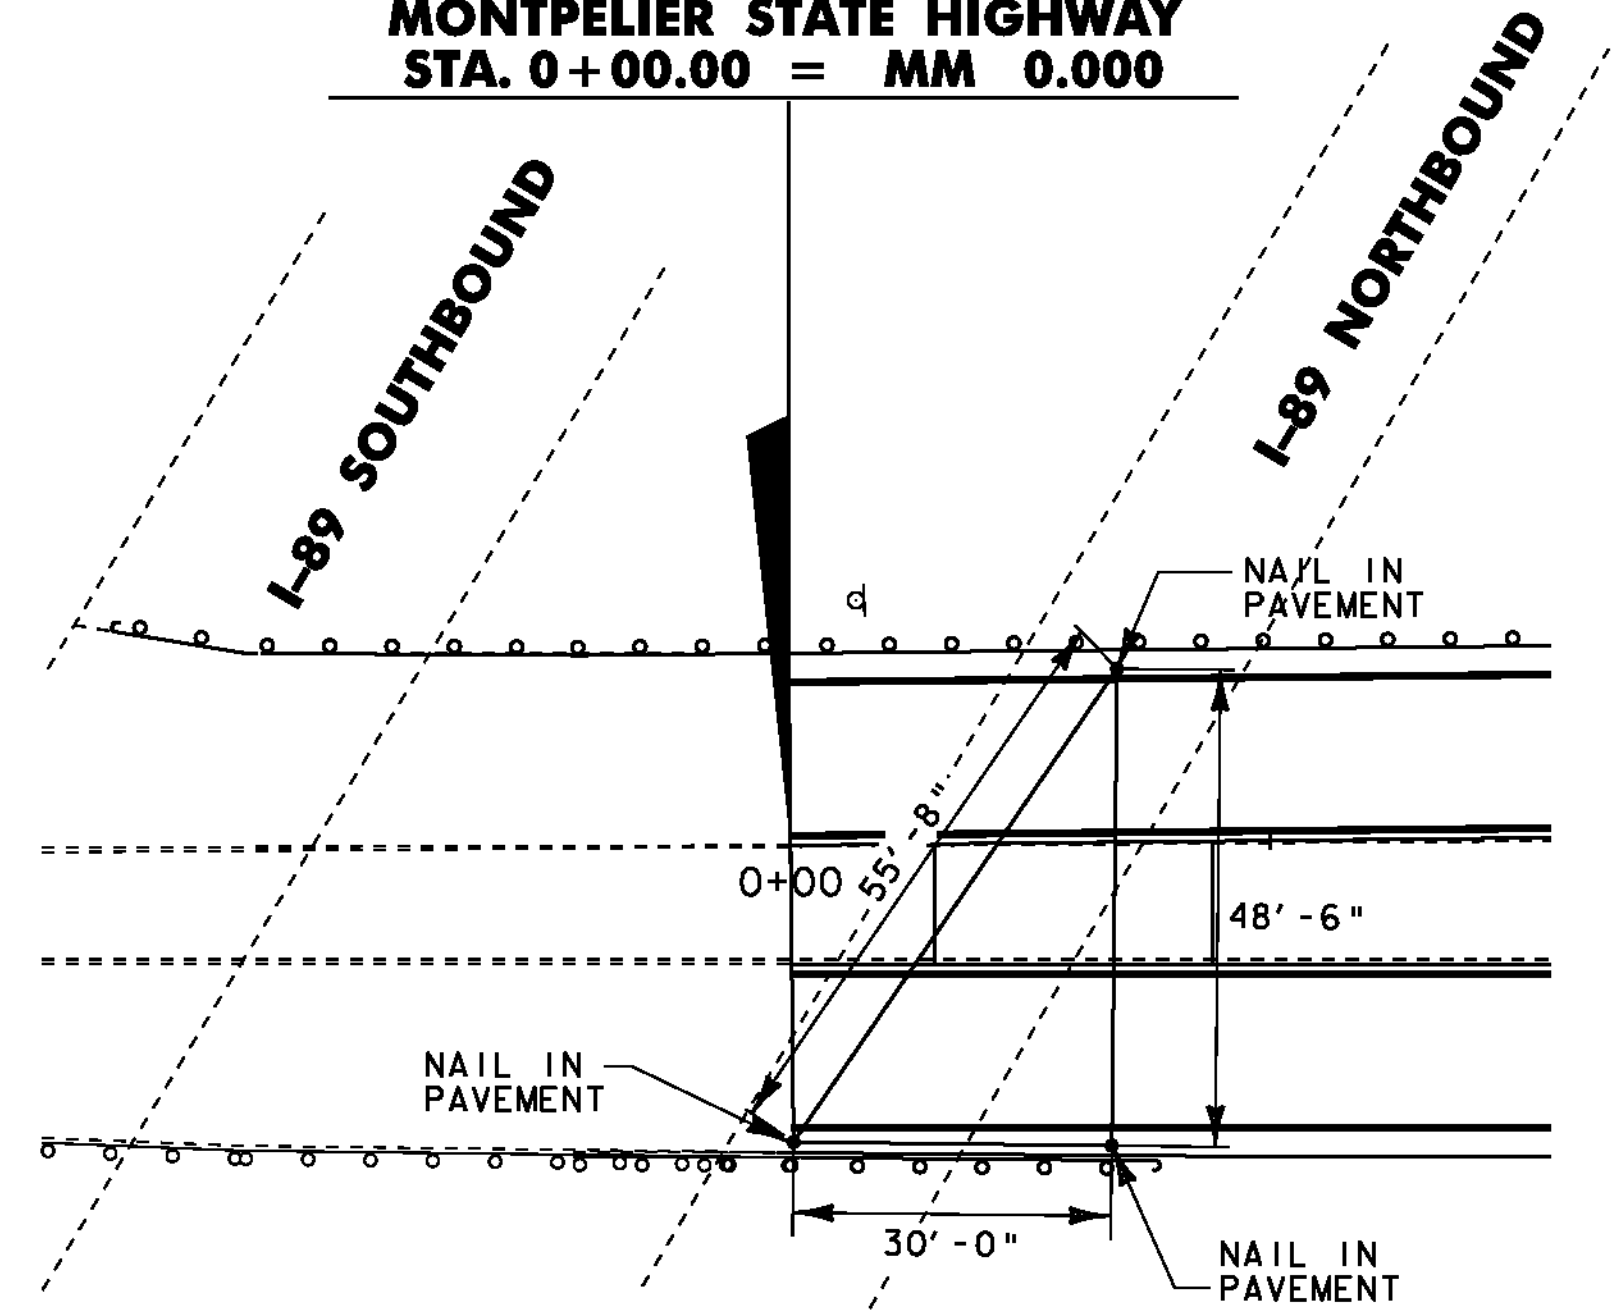 MONTPELIER STATE HIGHWAY
STA. 0+00.00 = MM 0.000
I-89 SOUTHBOUND
I-89 NORTHBOUND
NAIL IN
PAVEMENT
55'-8"
0+00
48'-6"
NAIL IN
PAVEMENT
30'-0"
NAIL IN
PAVEMENT